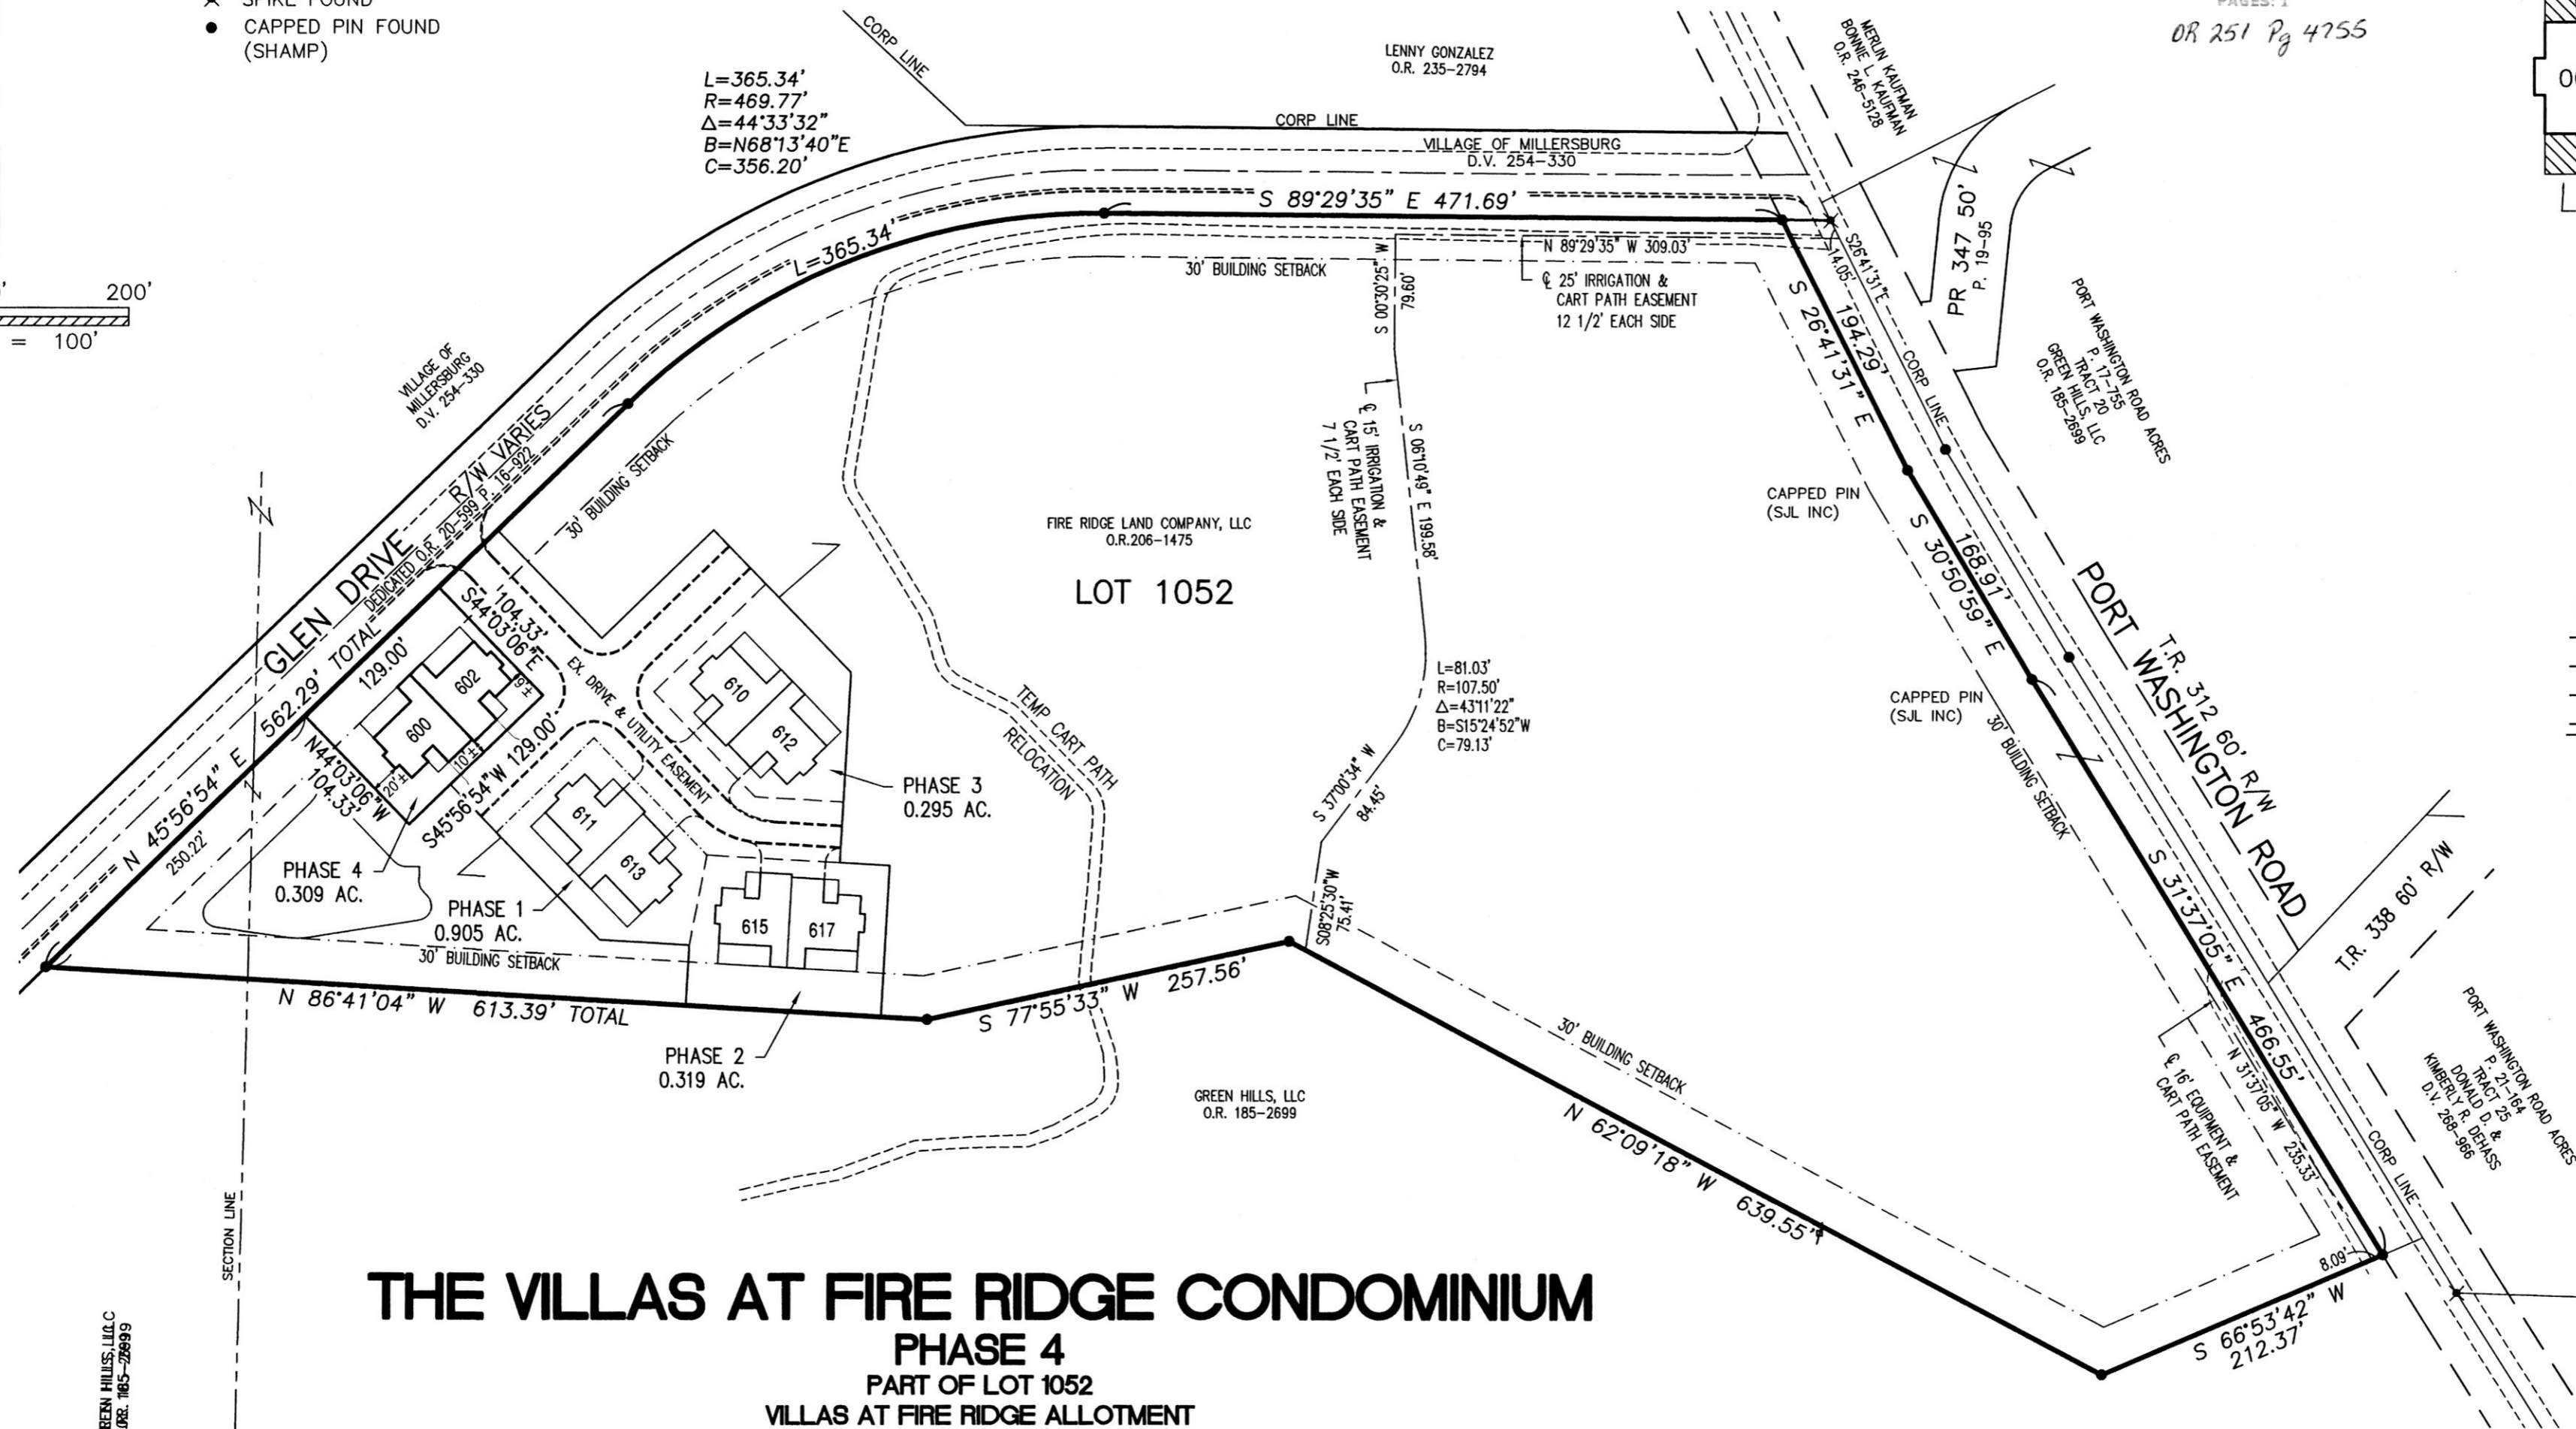 SPIKE FOUND
CAPPED PIN FOUND
(SHAMP)
200'
= 100'
L=365.34'
R=469.77'
Δ=44°33'32"
B=N68°13'40"E
C=356.20'
CORP LINE
LENNY GONZALEZ
O.R. 235-2794
CORP LINE
VILLAGE OF MILLERSBURG
D.V. 254-330
MERLIN KAUFMAN
BONNIE L. KAUFMAN
O.R. 246-5128
PAGES: 1
OR 251 Pg 4755
S 89°29'35" E 471.69'
L=365.34'
N 89°29'35" W 309.03'
30' BUILDING SETBACK
℄ 25' IRRIGATION &
CART PATH EASEMENT
12 1/2' EACH SIDE
S 00°30'25" W
79.60'
14.05'
S26°41'31"E
194.29'
S 26°41'31" E
CORP LINE
PR 347 50'
P. 19-95
PORT WASHINGTON ROAD ACRES
P. 17-755
TRACT 20
GREEN HILLS, LLC
O.R. 185-2699
VILLAGE OF
MILLERSBURG
D.V. 254-330
GLEN DRIVE
R/W VARIES
DEDICATED O.R. 20-599 P. 16-922
30' BUILDING SETBACK
℄ 15' IRRIGATION &
CART PATH EASEMENT
7 1/2' EACH SIDE
S 06°10'49" E 199.58'
FIRE RIDGE LAND COMPANY, LLC
O.R.206-1475
LOT 1052
CAPPED PIN
(SJL INC)
168.91'
S 30°50'59" E
CAPPED PIN
(SJL INC)
30' BUILDING SETBACK
T.R. 312 60' R/W
PORT WASHINGTON ROAD
N 45°56'54" E 562.29' TOTAL
129.00'
250.22'
104.33'
S44°03'06"E
602
600
19'±
10'±
20'±
N44°03'06"W
104.33'
S45°56'54"W 129.00'
EX. DRIVE & UTILITY EASEMENT
610
612
611
613
615
617
PHASE 3
0.295 AC.
PHASE 4
0.309 AC.
PHASE 1
0.905 AC.
30' BUILDING SETBACK
PHASE 2
0.319 AC.
TEMP CART PATH
RELOCATION
L=81.03'
R=107.50'
Δ=43°11'22"
B=S15°24'52"W
C=79.13'
S 37°00'34" W
84.45'
S08°25'30"W
75.41'
N 86°41'04" W 613.39' TOTAL
S 77°55'33" W 257.56'
30' BUILDING SETBACK
N 62°09'18" W 639.55'
GREEN HILLS, LLC
O.R. 185-2699
S 31°37'05" E 466.55'
T.R. 338 60' R/W
N 31°37'05" W 235.33'
℄ 16' EQUIPMENT &
CART PATH EASEMENT
CORP LINE
PORT WASHINGTON ROAD ACRES
P. 21-164
TRACT 25
DONALD D. &
KIMBERLY R. DEHASS
D.V. 268-966
8.09'
S 66°53'42" W
212.37'
SECTION LINE
THE VILLAS AT FIRE RIDGE CONDOMINIUM
PHASE 4
PART OF LOT 1052
VILLAS AT FIRE RIDGE ALLOTMENT